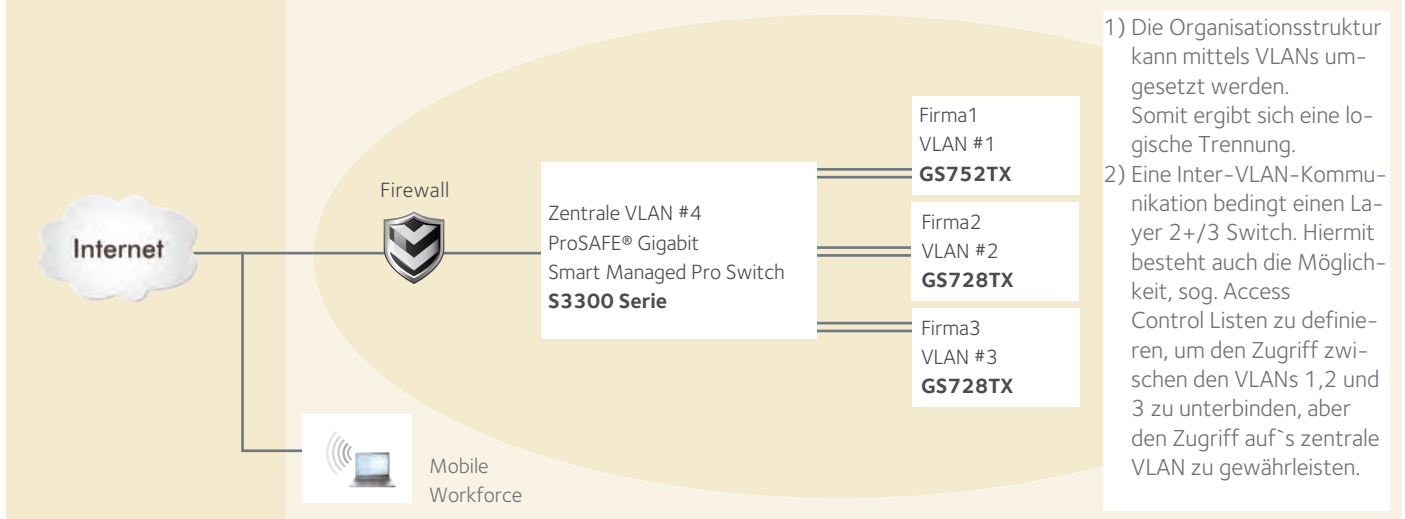 Internet
Firewall
Mobile
Workforce
Zentrale VLAN #4
ProSAFE® Gigabit
Smart Managed Pro Switch
S3300 Serie
Firma1
VLAN #1
GS752TX
Firma2
VLAN #2
GS728TX
Firma3
VLAN #3
GS728TX
1) Die Organisationsstruktur
kann mittels VLANs um-
gesetzt werden.
Somit ergibt sich eine lo-
gische Trennung.
2) Eine Inter-VLAN-Kommu-
nikation bedingt einen La-
yer 2+/3 Switch. Hiermit
besteht auch die Möglich-
keit, sog. Access
Control Listen zu definie-
ren, um den Zugriff zwi-
schen den VLANs 1,2 und
3 zu unterbinden, aber
den Zugriff auf`s zentrale
VLAN zu gewährleisten.